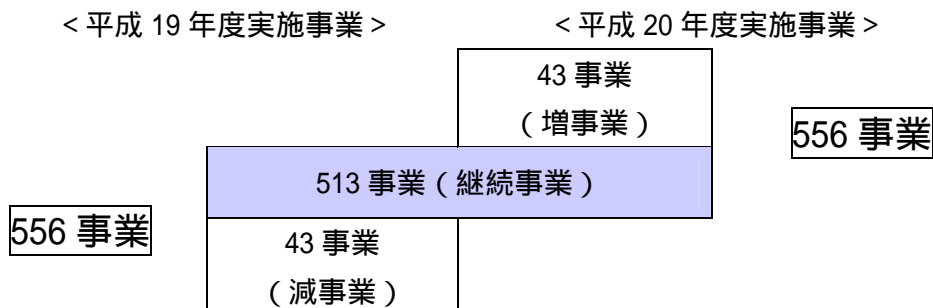 ＜平成 19 年度実施事業＞
＜平成 20 年度実施事業＞
43 事業
（増事業）
556 事業
513 事業（継続事業）
556 事業
43 事業
（減事業）